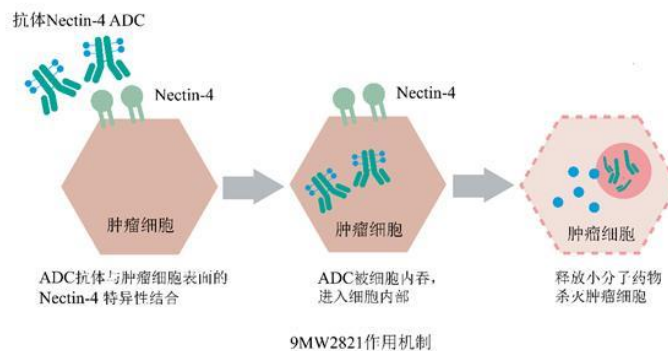 抗体Nectin-4 ADC
Nectin-4
肿瘤细胞
肿瘤细胞
肿瘤细胞
ADC抗体与肿瘤细胞表面的
Nectin-4 特异性结合
ADC被细胞内吞，
进入细胞内部
释放小分子药物
杀灭肿瘤细胞
9MW2821作用机制